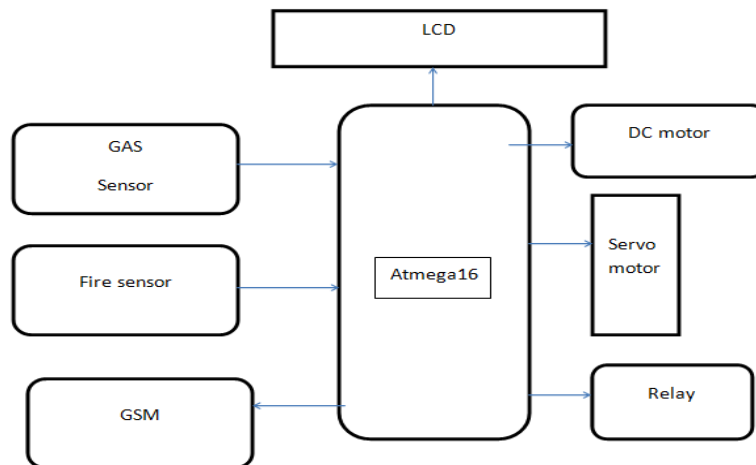 LCD
GAS
Sensor
DC motor
Fire sensor
Atmega16
Servo
motor
GSM
Relay